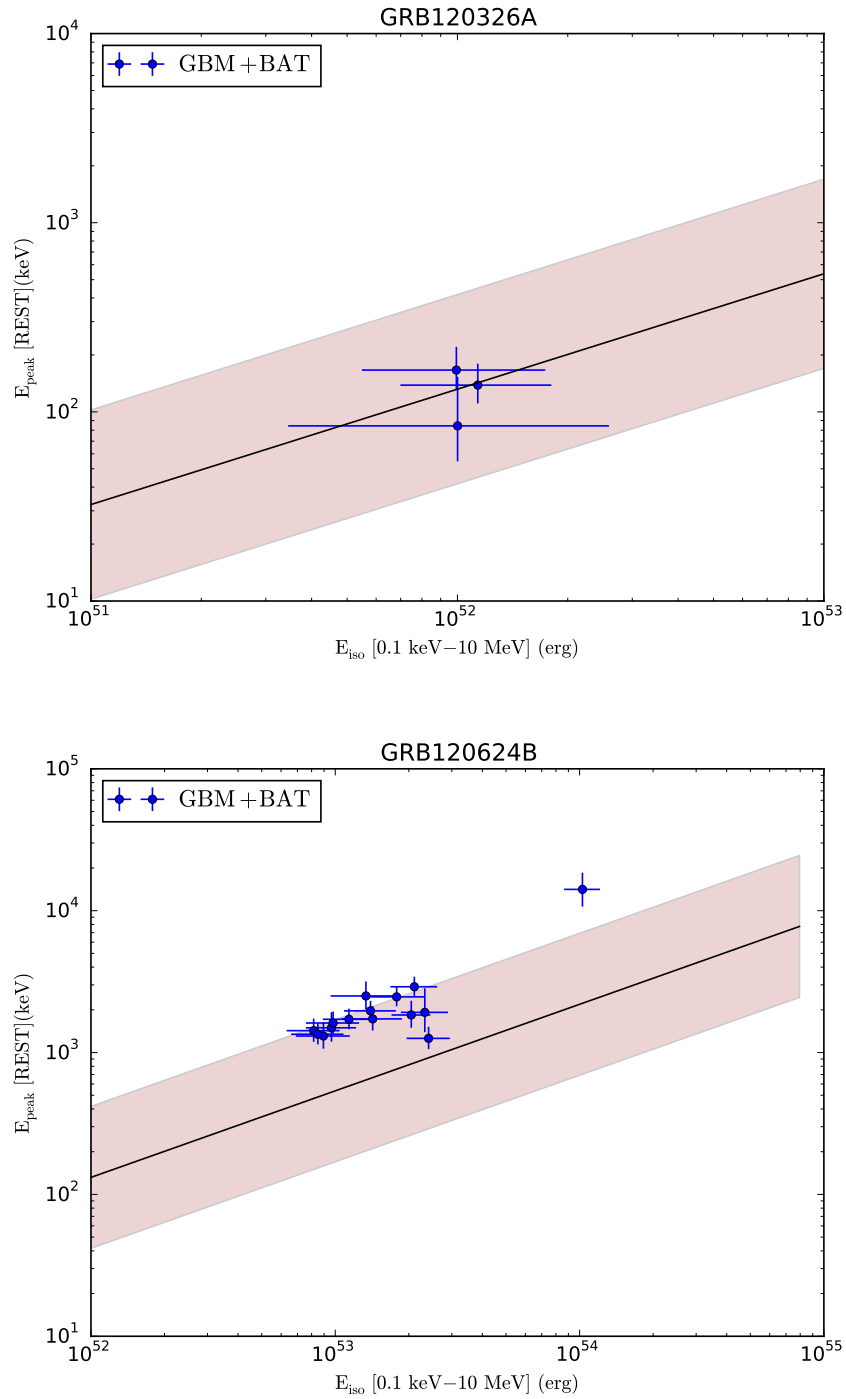 GRB120326A
10^4
GBM+BAT
10^3
10^2
10^1
E_peak [REST](keV)
10^51
10^52
10^53
E_iso [0.1 keV−10 MeV] (erg)
GRB120624B
10^5
GBM+BAT
10^4
10^3
10^2
10^1
E_peak [REST](keV)
10^52
10^53
10^54
10^55
E_iso [0.1 keV−10 MeV] (erg)